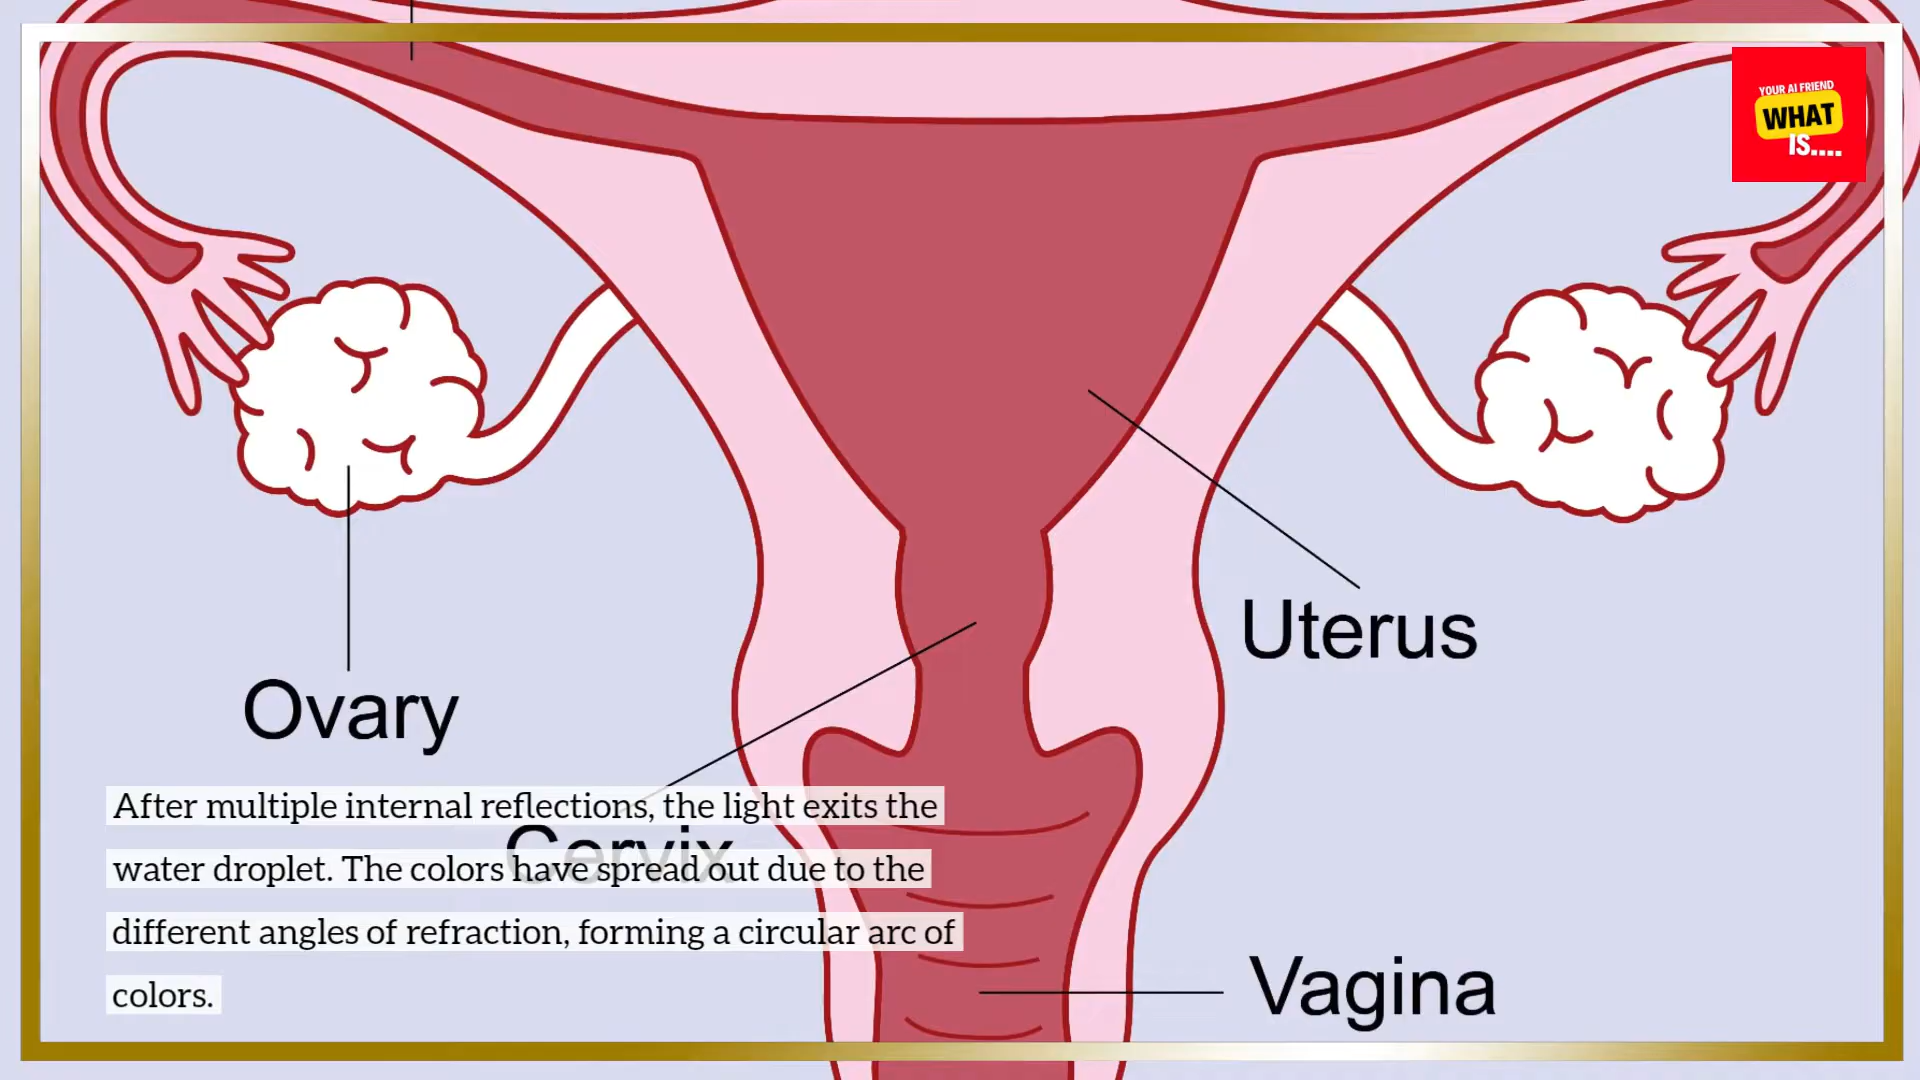 YOUR AI FRIEND
WHAT
IS....
Uterus
Ovary
After multiple internal reflections, the light exits the
Cervix
water droplet. The colors have spread out due to the
different angles of refraction, forming a circular arc of
colors.
Vagina